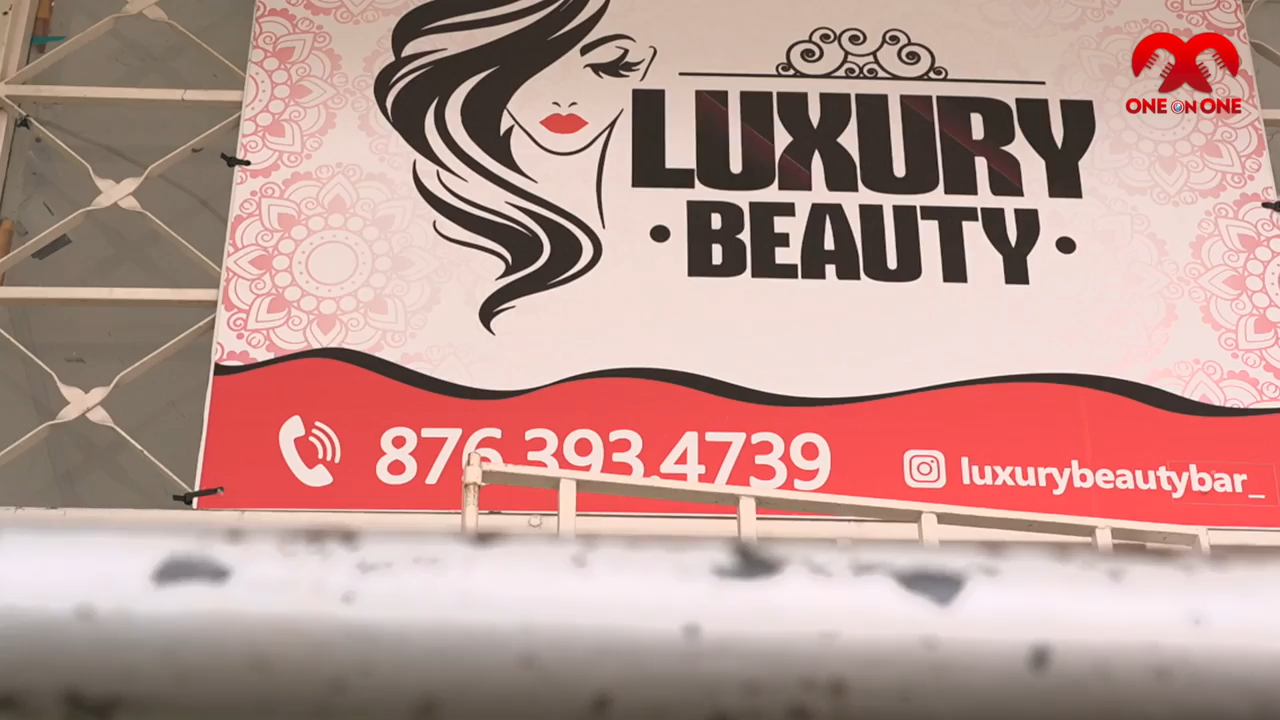 ONE ON ONE
LUXURY
• BEAUTY •
876.393.4739
luxurybeautybar_